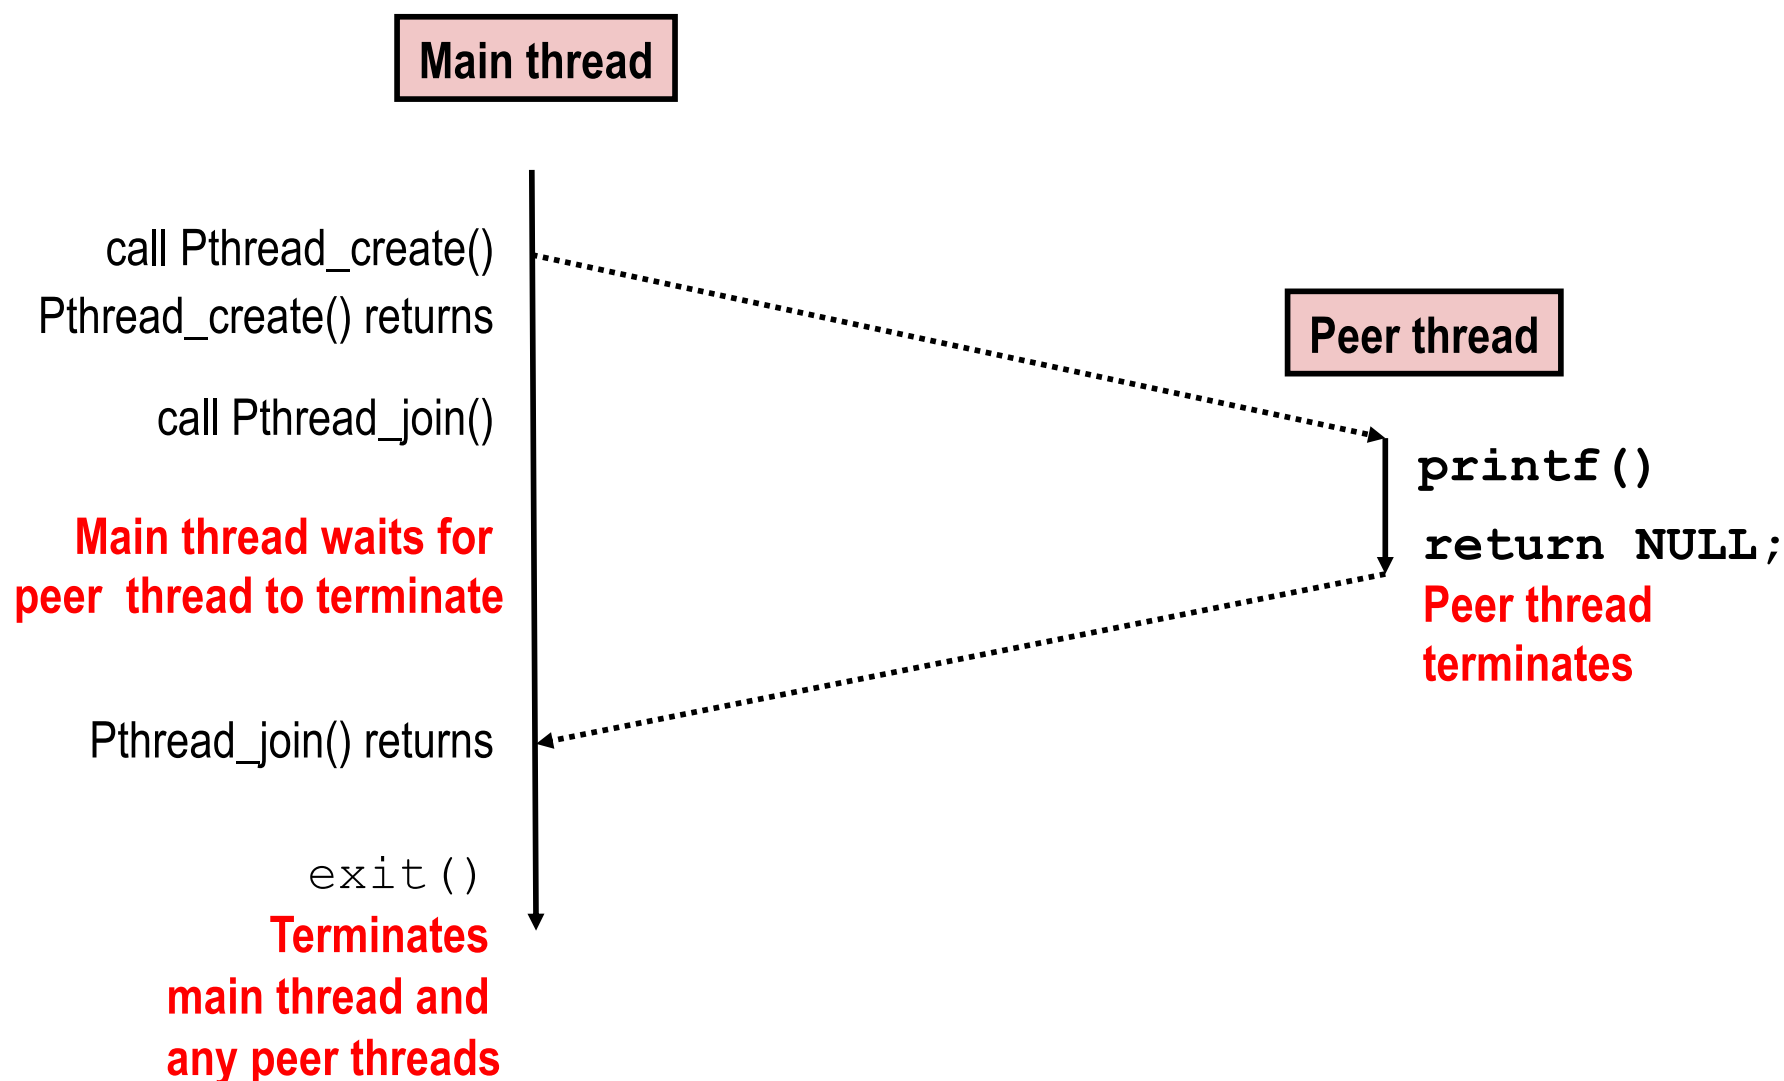 Main thread
call Pthread_create()
Pthread_create() returns
call Pthread_join()
Main thread waits for
peer thread to terminate
Pthread_join() returns
exit()
Terminates
main thread and
any peer threads
Peer thread
printf()
return NULL;
Peer thread
terminates